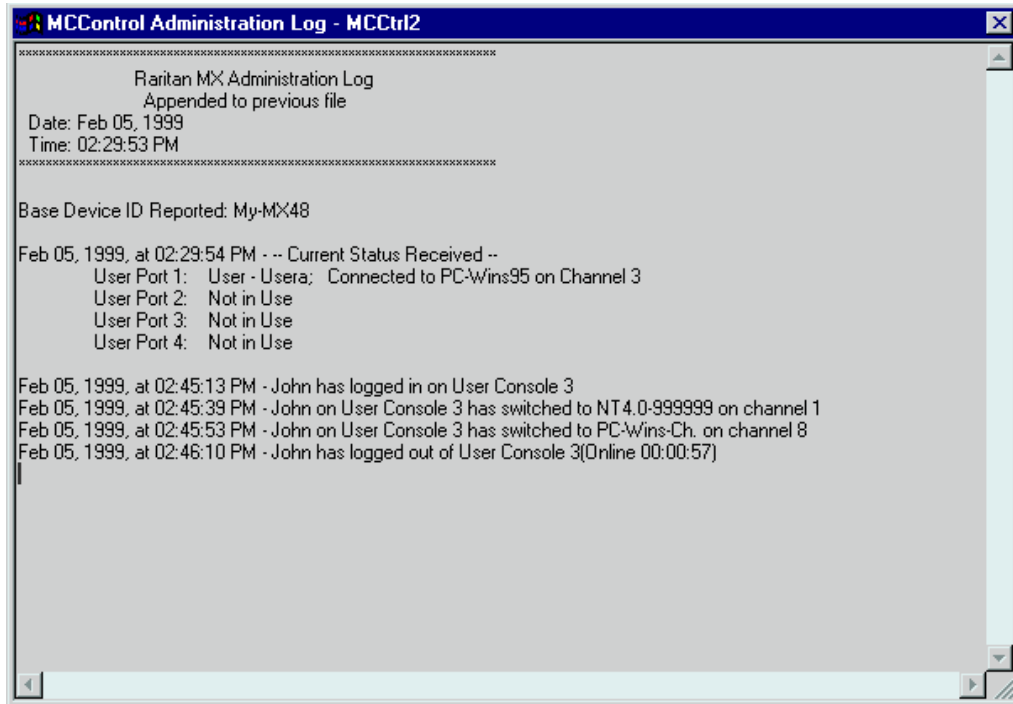 MCControl Administration Log - MCCtrl2
**********************************************************************
Raritan MX Administration Log
Appended to previous file
Date: Feb 05, 1999
Time: 02:29:53 PM
**********************************************************************
Base Device ID Reported: My-MX48
Feb 05, 1999, at 02:29:54 PM - -- Current Status Received --
User Port 1: User - Usera; Connected to PC-Wins95 on Channel 3
User Port 2: Not in Use
User Port 3: Not in Use
User Port 4: Not in Use
Feb 05, 1999, at 02:45:13 PM - John has logged in on User Console 3
Feb 05, 1999, at 02:45:39 PM - John on User Console 3 has switched to NT4.0-999999 on channel 1
Feb 05, 1999, at 02:45:53 PM - John on User Console 3 has switched to PC-Wins-Ch. on channel 8
Feb 05, 1999, at 02:46:10 PM - John has logged out of User Console 3(Online 00:00:57)